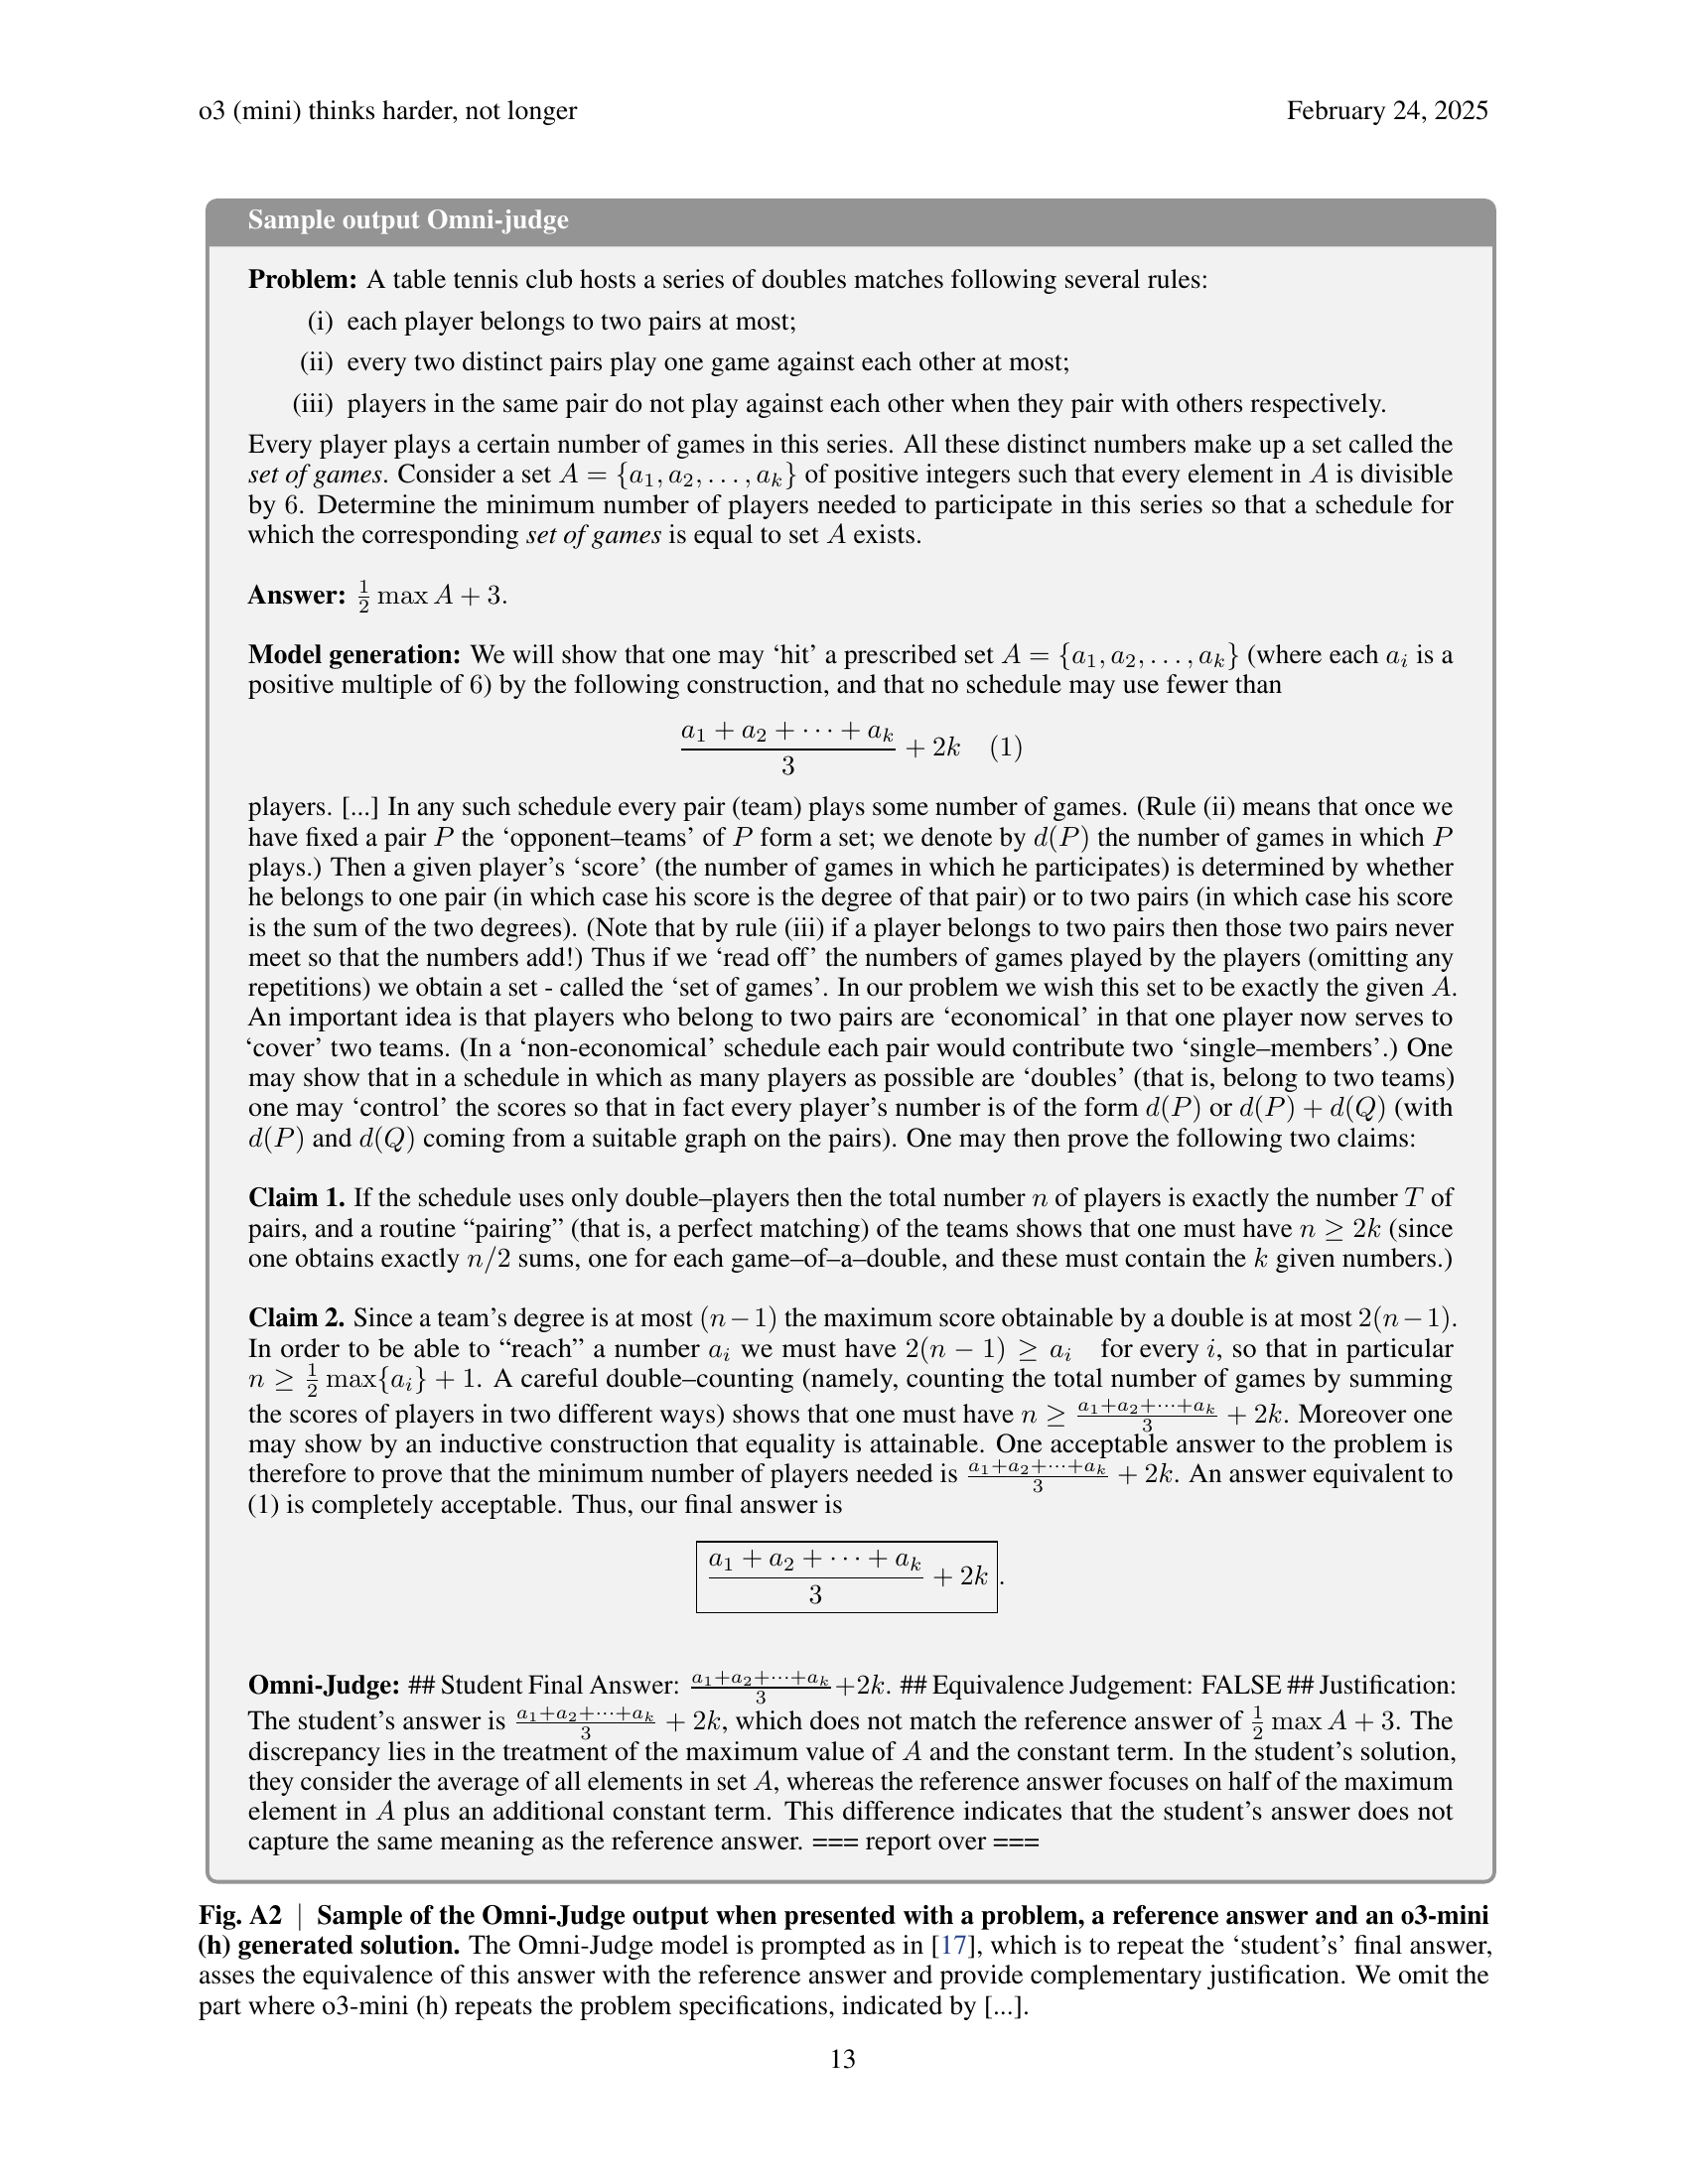 o3 (mini) thinks harder, not longer February 24, 2025
Sample output Omni-judge
Problem: A table tennis club hosts a series of doubles matches following several rules:
(i) each player belongs to two pairs at most;
(ii) every two distinct pairs play one game against each other at most;
(iii) players in the same pair do not play against each other when they pair with others respectively.
Every player plays a certain number of games in this series. All these distinct numbers make up a set called the
set of games. Consider a set $A = \{a_1, a_2, \ldots, a_k\}$ of positive integers such that every element in $A$ is divisible
by 6. Determine the minimum number of players needed to participate in this series so that a schedule for
which the corresponding set of games is equal to set $A$ exists.
Answer: $\frac{1}{2} \max A + 3$.
Model generation: We will show that one may ‘hit’ a prescribed set $A = \{a_1, a_2, \ldots, a_k\}$ (where each $a_i$ is a
positive multiple of 6) by the following construction, and that no schedule may use fewer than
$\frac{a_1 + a_2 + \cdots + a_k}{3} + 2k$ (1)
players. [...] In any such schedule every pair (team) plays some number of games. (Rule (ii) means that once we
have fixed a pair $P$ the ‘opponent–teams’ of $P$ form a set; we denote by $d(P)$ the number of games in which $P$
plays.) Then a given player’s ‘score’ (the number of games in which he participates) is determined by whether
he belongs to one pair (in which case his score is the degree of that pair) or to two pairs (in which case his score
is the sum of the two degrees). (Note that by rule (iii) if a player belongs to two pairs then those two pairs never
meet so that the numbers add!) Thus if we ‘read off’ the numbers of games played by the players (omitting any
repetitions) we obtain a set - called the ‘set of games’. In our problem we wish this set to be exactly the given $A$.
An important idea is that players who belong to two pairs are ‘economical’ in that one player now serves to
‘cover’ two teams. (In a ‘non-economical’ schedule each pair would contribute two ‘single–members’.) One
may show that in a schedule in which as many players as possible are ‘doubles’ (that is, belong to two teams)
one may ‘control’ the scores so that in fact every player’s number is of the form $d(P)$ or $d(P) + d(Q)$ (with
$d(P)$ and $d(Q)$ coming from a suitable graph on the pairs). One may then prove the following two claims:
Claim 1. If the schedule uses only double–players then the total number $n$ of players is exactly the number $T$ of
pairs, and a routine “pairing” (that is, a perfect matching) of the teams shows that one must have $n \geq 2k$ (since
one obtains exactly $n/2$ sums, one for each game–of–a–double, and these must contain the $k$ given numbers.)
Claim 2. Since a team’s degree is at most $(n-1)$ the maximum score obtainable by a double is at most $2(n-1)$.
In order to be able to “reach” a number $a_i$ we must have $2(n-1) \geq a_i$ for every $i$, so that in particular
$n \geq \frac{1}{2} \max\{a_i\} + 1$. A careful double–counting (namely, counting the total number of games by summing
the scores of players in two different ways) shows that one must have $n \geq \frac{a_1+a_2+\cdots+a_k}{3} + 2k$. Moreover one
may show by an inductive construction that equality is attainable. One acceptable answer to the problem is
therefore to prove that the minimum number of players needed is $\frac{a_1+a_2+\cdots+a_k}{3} + 2k$. An answer equivalent to
(1) is completely acceptable. Thus, our final answer is
$\boxed{\frac{a_1 + a_2 + \cdots + a_k}{3} + 2k}$.
Omni-Judge: ## Student Final Answer: $\frac{a_1+a_2+\cdots+a_k}{3} + 2k$. ## Equivalence Judgement: FALSE ## Justification:
The student’s answer is $\frac{a_1+a_2+\cdots+a_k}{3} + 2k$, which does not match the reference answer of $\frac{1}{2} \max A + 3$. The
discrepancy lies in the treatment of the maximum value of $A$ and the constant term. In the student’s solution,
they consider the average of all elements in set $A$, whereas the reference answer focuses on half of the maximum
element in $A$ plus an additional constant term. This difference indicates that the student’s answer does not
capture the same meaning as the reference answer. === report over ===
Fig. A2 | Sample of the Omni-Judge output when presented with a problem, a reference answer and an o3-mini
(h) generated solution. The Omni-Judge model is prompted as in [17], which is to repeat the ‘student’s’ final answer,
asses the equivalence of this answer with the reference answer and provide complementary justification. We omit the
part where o3-mini (h) repeats the problem specifications, indicated by [...].
13